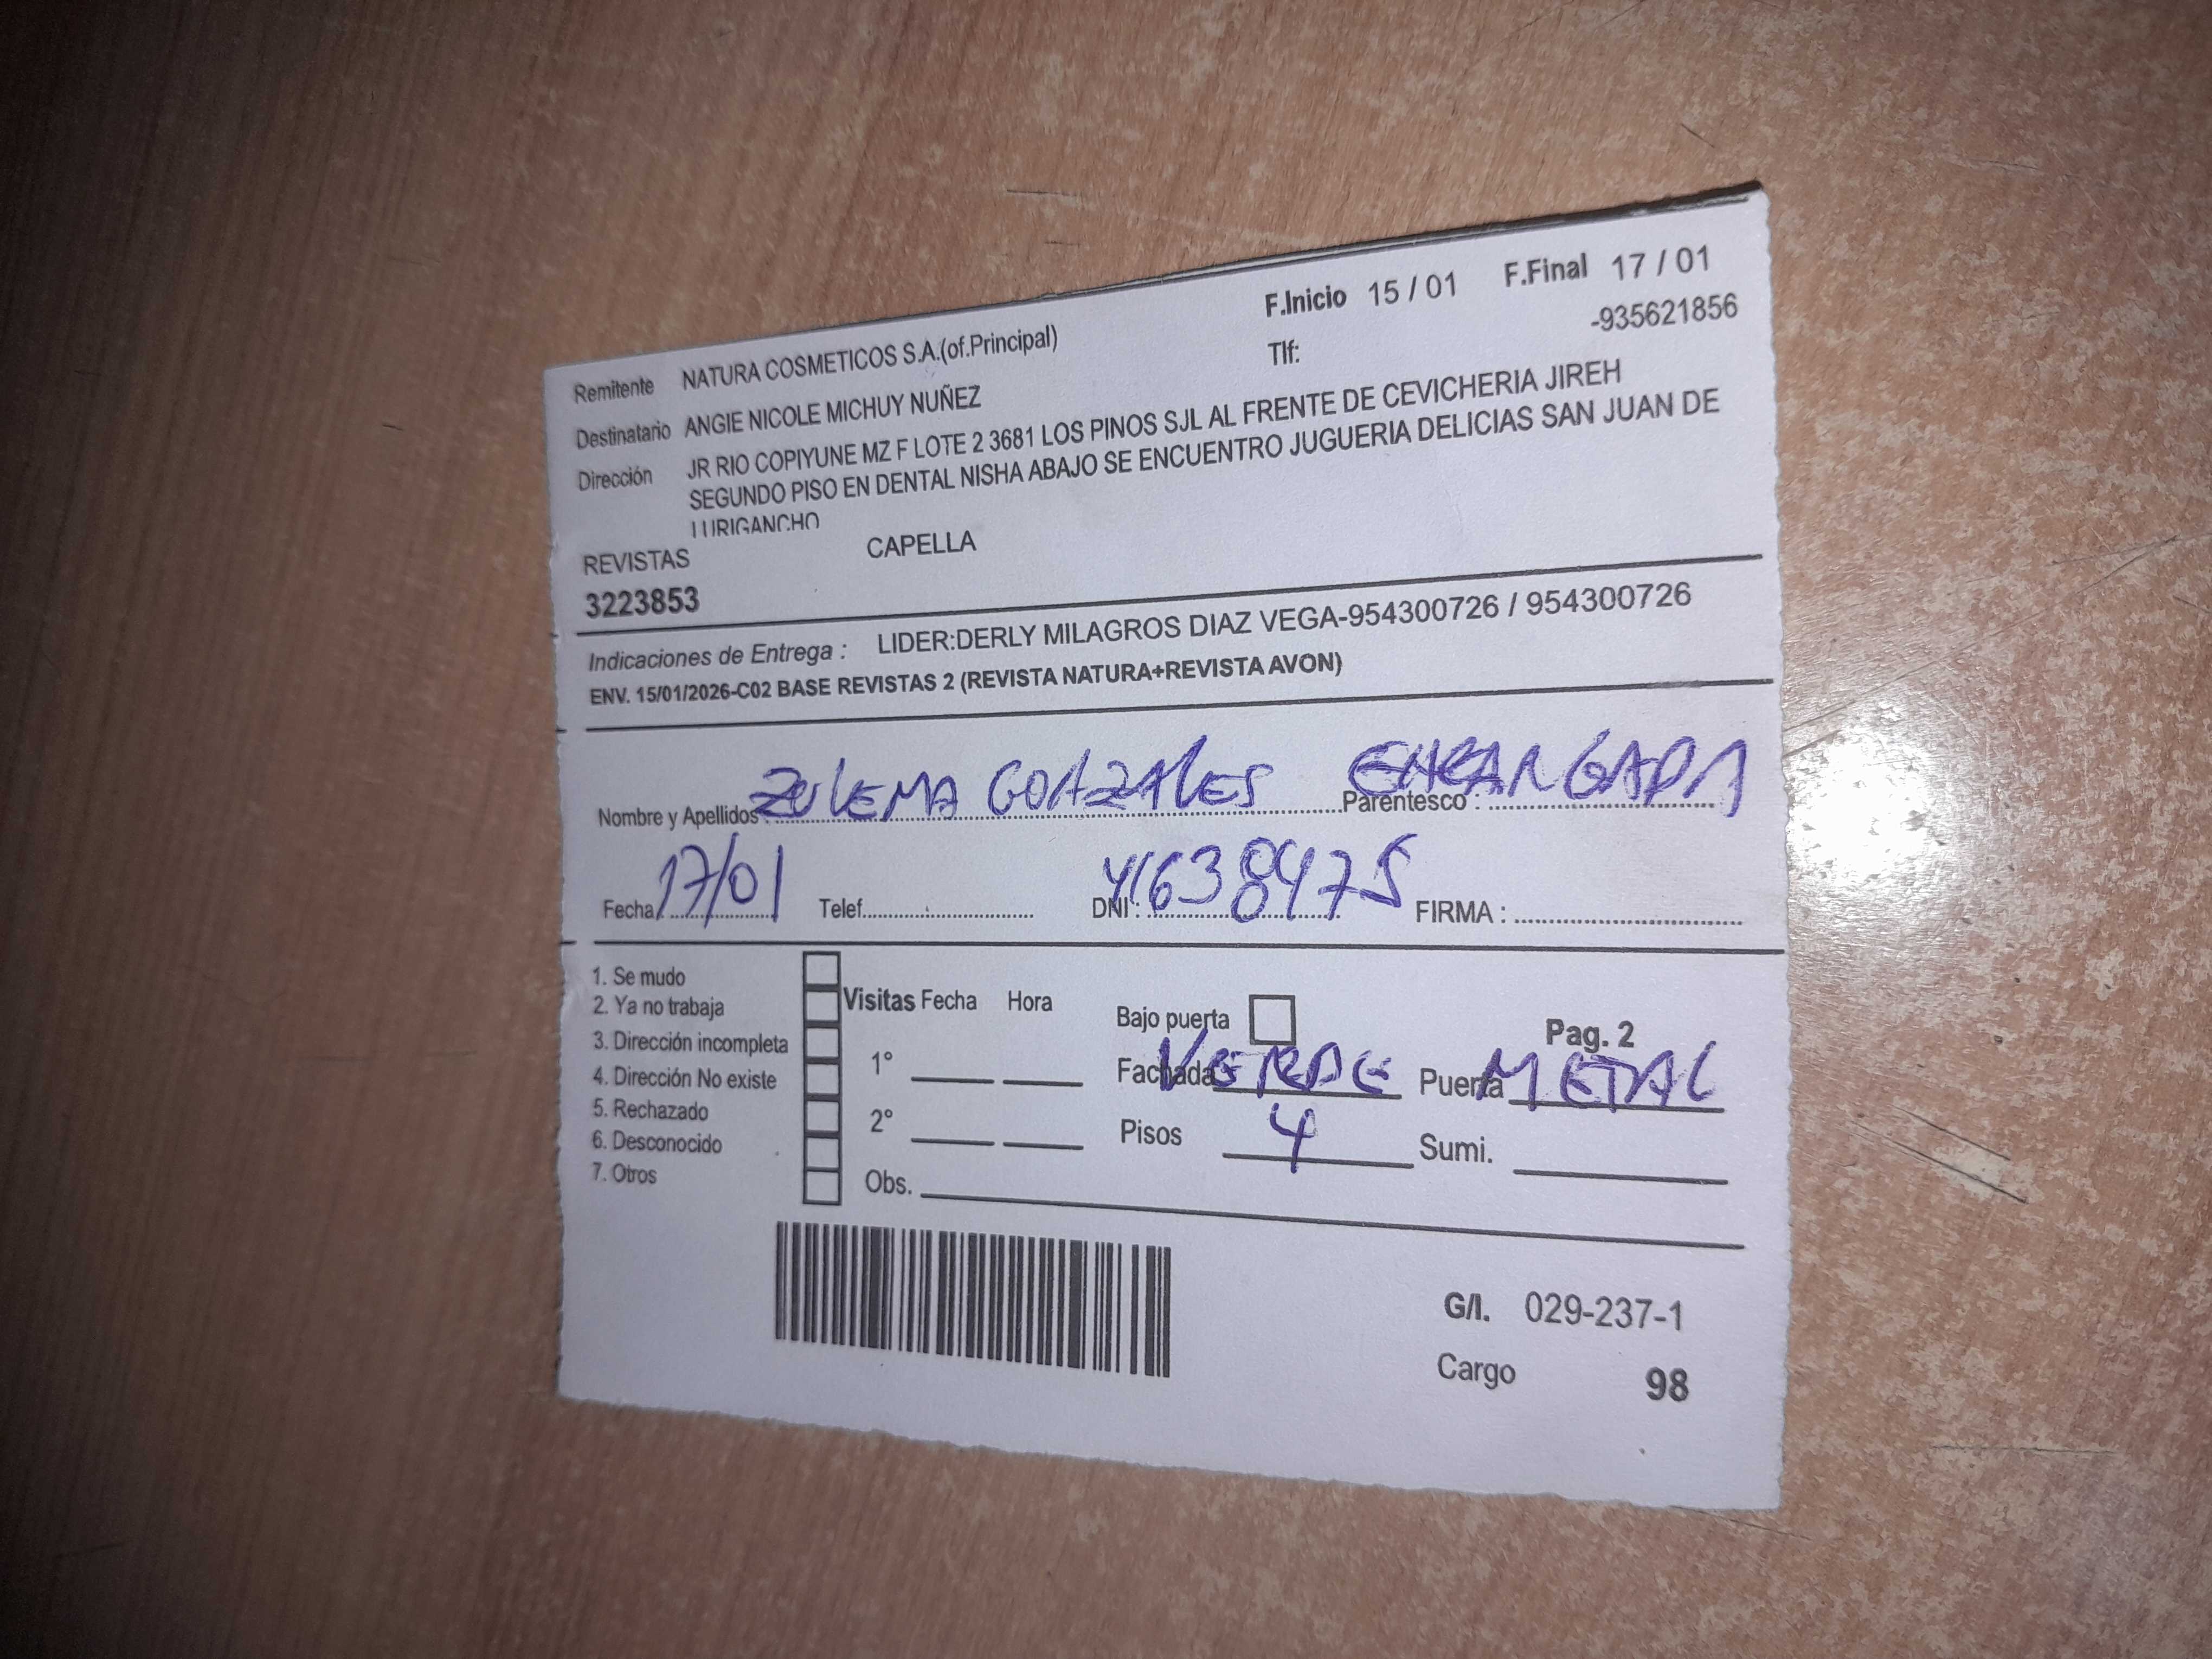 F.Inicio 15 / 01 F.Final 17 / 01
Remitente NATURA COSMETICOS S.A.(of.Principal) Tlf: -935621856
Destinatario ANGIE NICOLE MICHUY NUÑEZ
Dirección JR RIO COPIYUNE MZ F LOTE 2 3681 LOS PINOS SJL AL FRENTE DE CEVICHERIA JIREH
SEGUNDO PISO EN DENTAL NISHA ABAJO SE ENCUENTRO JUGUERIA DELICIAS SAN JUAN DE
LURIGANCHO
REVISTAS CAPELLA
3223853
Indicaciones de Entrega : LIDER:DERLY MILAGROS DIAZ VEGA-954300726 / 954300726
ENV. 15/01/2026-C02 BASE REVISTAS 2 (REVISTA NATURA+REVISTA AVON)
Nombre y Apellidos : ZULEMA GONZALES Parentesco : ENCARGADA
Fecha 17/01 Telef. DNI : 41638475 FIRMA :
1. Se mudo
2. Ya no trabaja Visitas Fecha Hora Bajo puerta Pag. 2
3. Dirección incompleta
4. Dirección No existe 1° Fachada VERDE Puerta METAL
5. Rechazado 2° Pisos 4 Sumi.
6. Desconocido
7. Otros Obs.
G/I. 029-237-1
Cargo 98